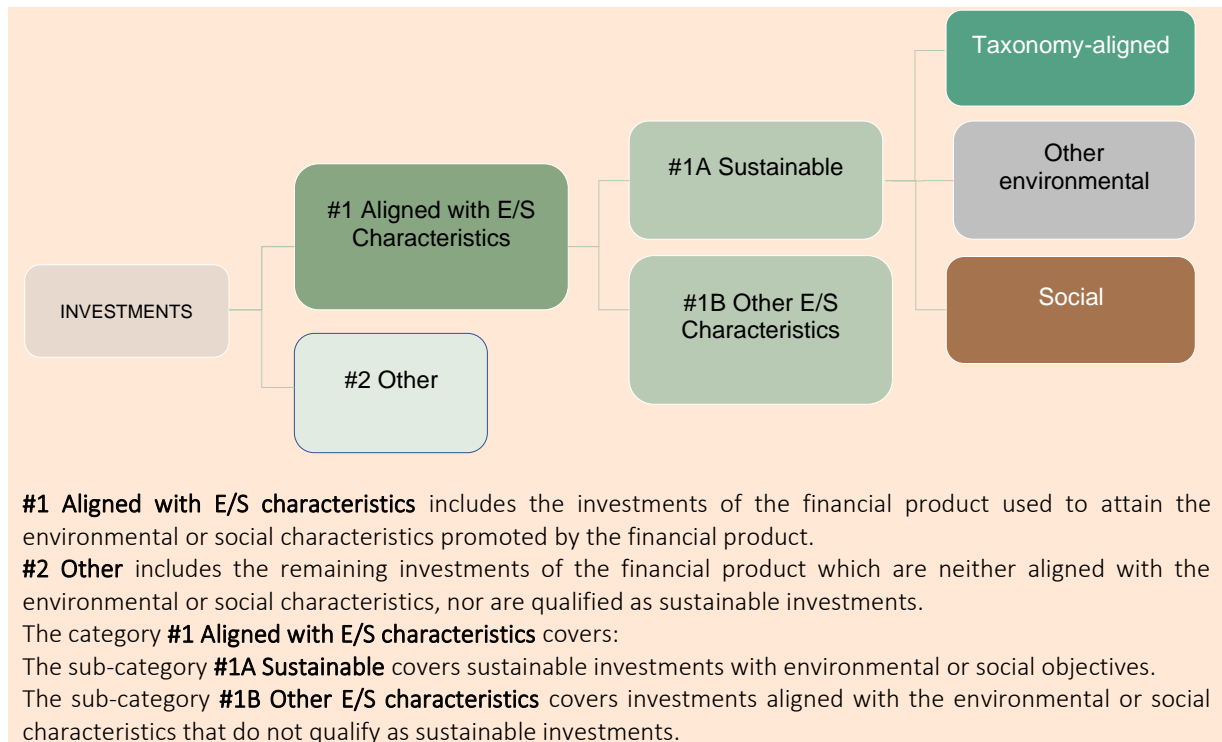 Taxonomy-aligned
Other
environmental
Social
#1A Sustainable
#1B Other E/S
Characteristics
#1 Aligned with E/S
Characteristics
#2 Other
INVESTMENTS
#1 Aligned with E/S characteristics includes the investments of the financial product used to attain the
environmental or social characteristics promoted by the financial product.
#2 Other includes the remaining investments of the financial product which are neither aligned with the
environmental or social characteristics, nor are qualified as sustainable investments.
The category #1 Aligned with E/S characteristics covers:
The sub-category #1A Sustainable covers sustainable investments with environmental or social objectives.
The sub-category #1B Other E/S characteristics covers investments aligned with the environmental or social
characteristics that do not qualify as sustainable investments.